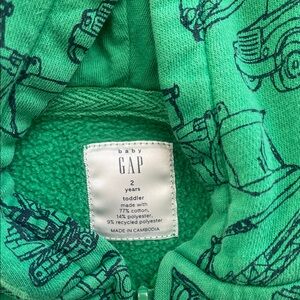 baby
GAP
2
years
toddler
made with
77% cotton,
14% polyester,
9% recycled polyester
MADE IN CAMBODIA